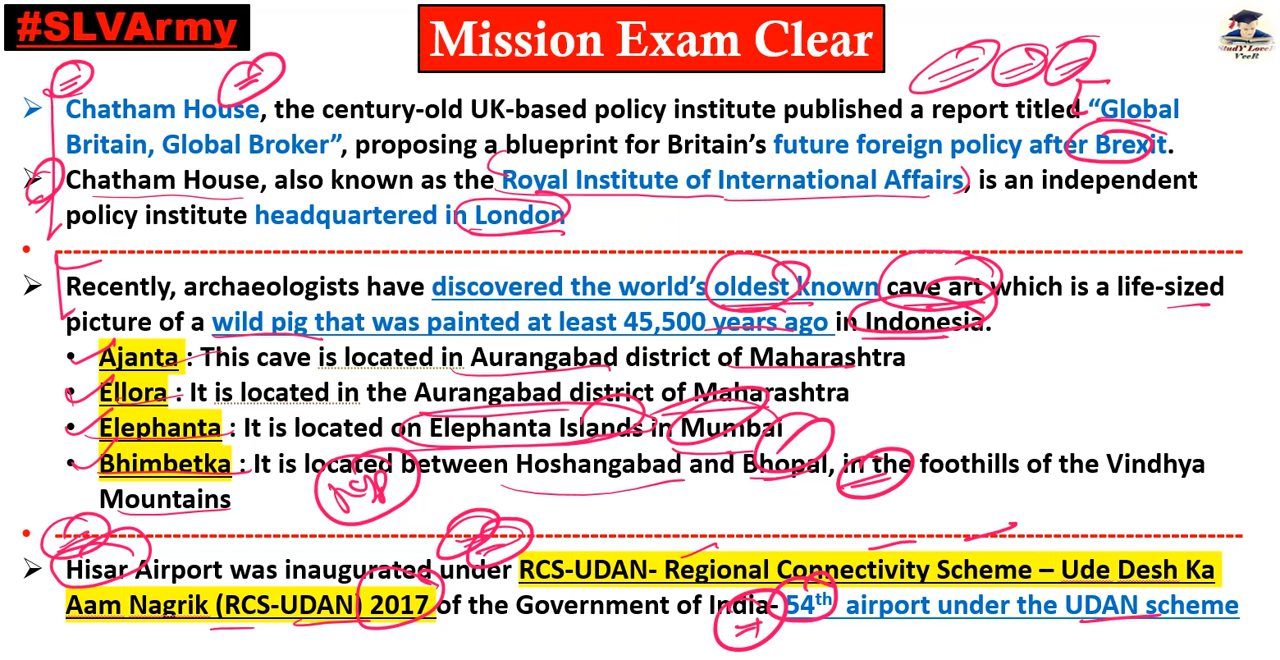 #SLVArmy
Mission Exam Clear
StudY LoveR
VeeR
➢ Chatham House, the century-old UK-based policy institute published a report titled “Global
Britain, Global Broker”, proposing a blueprint for Britain’s future foreign policy after Brexit.
➢ Chatham House, also known as the Royal Institute of International Affairs, is an independent
policy institute headquartered in London
• --------------------------------------------------------------------------------
➢ Recently, archaeologists have discovered the world’s oldest known cave art which is a life-sized
picture of a wild pig that was painted at least 45,500 years ago in Indonesia.
• Ajanta : This cave is located in Aurangabad district of Maharashtra
• Ellora : It is located in the Aurangabad district of Maharashtra
• Elephanta : It is located on Elephanta Islands in Mumbai
• Bhimbetka : It is located between Hoshangabad and Bhopal, in the foothills of the Vindhya
Mountains
• --------------------------------------------------------------------------------
➢ Hisar Airport was inaugurated under RCS-UDAN- Regional Connectivity Scheme – Ude Desh Ka
Aam Nagrik (RCS-UDAN) 2017 of the Government of India- 54th airport under the UDAN scheme